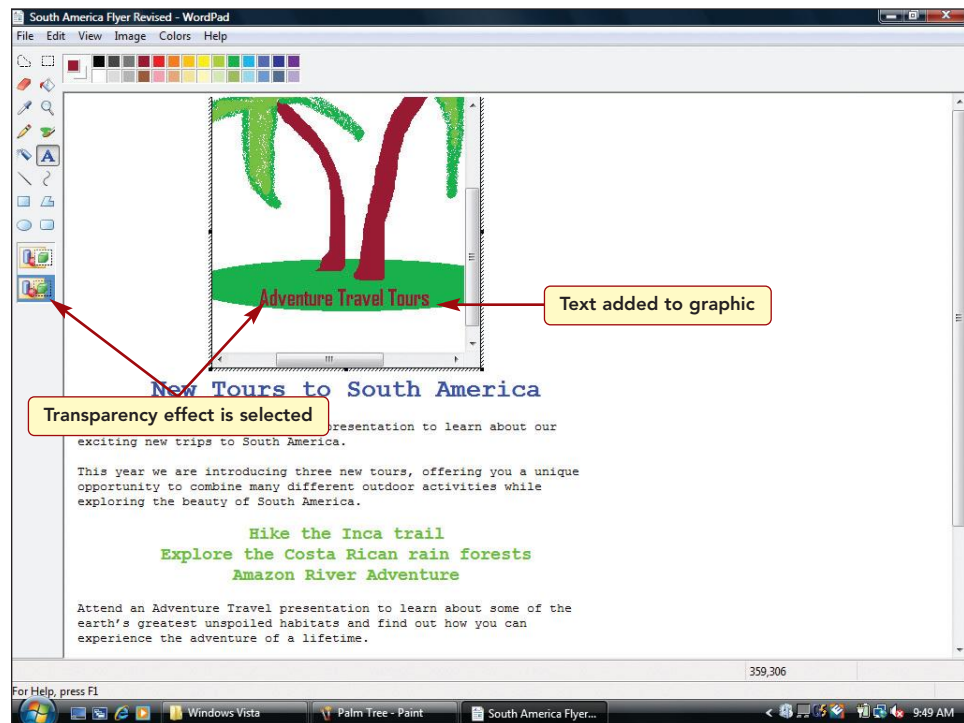 South America Flyer Revised - WordPad
File Edit View Image Colors Help
A
Adventure Travel Tours
Text added to graphic
New Tours to South America
Transparency effect is selected
presentation to learn about our
exciting new trips to South America.
This year we are introducing three new tours, offering you a unique
opportunity to combine many different outdoor activities while
exploring the beauty of South America.
Hike the Inca trail
Explore the Costa Rican rain forests
Amazon River Adventure
Attend an Adventure Travel presentation to learn about some of the
earth's greatest unspoiled habitats and find out how you can
experience the adventure of a lifetime.
359,306
For Help, press F1
Windows Vista
Palm Tree - Paint
South America Flyer...
9:49 AM